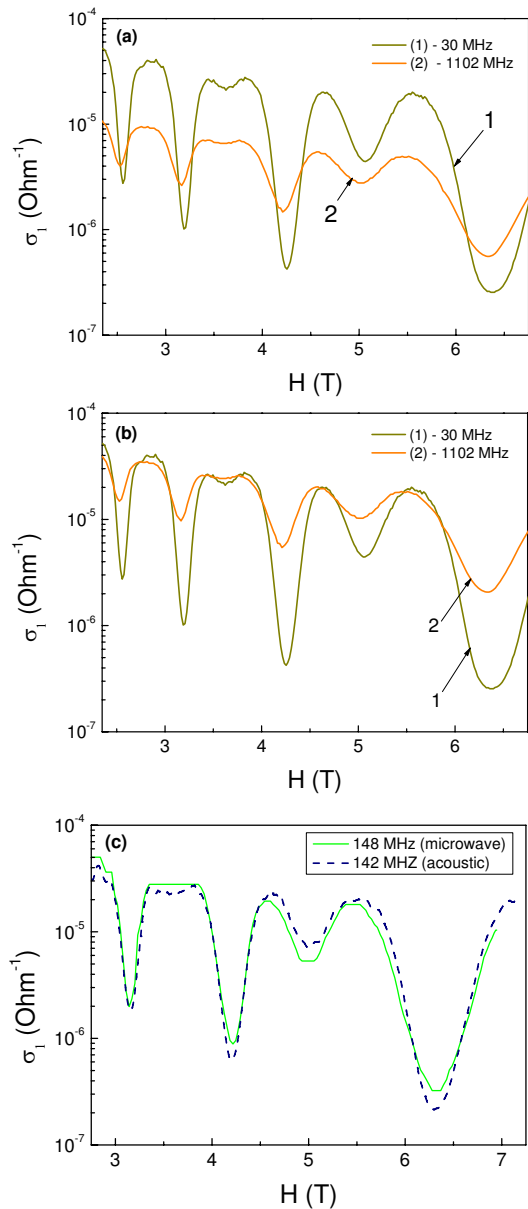 (a)
(1) - 30 MHz
(2) - 1102 MHz
10⁻⁴
10⁻⁵
10⁻⁶
10⁻⁷
σ₁ (Ohm⁻¹)
1
2
3 4 5 6
H (T)
(b)
(1) - 30 MHz
(2) - 1102 MHz
10⁻⁴
10⁻⁵
10⁻⁶
10⁻⁷
σ₁ (Ohm⁻¹)
2
1
3 4 5 6
H (T)
(c)
148 MHz (microwave)
142 MHZ (acoustic)
10⁻⁴
10⁻⁵
10⁻⁶
10⁻⁷
σ₁ (Ohm⁻¹)
3 4 5 6 7
H (T)